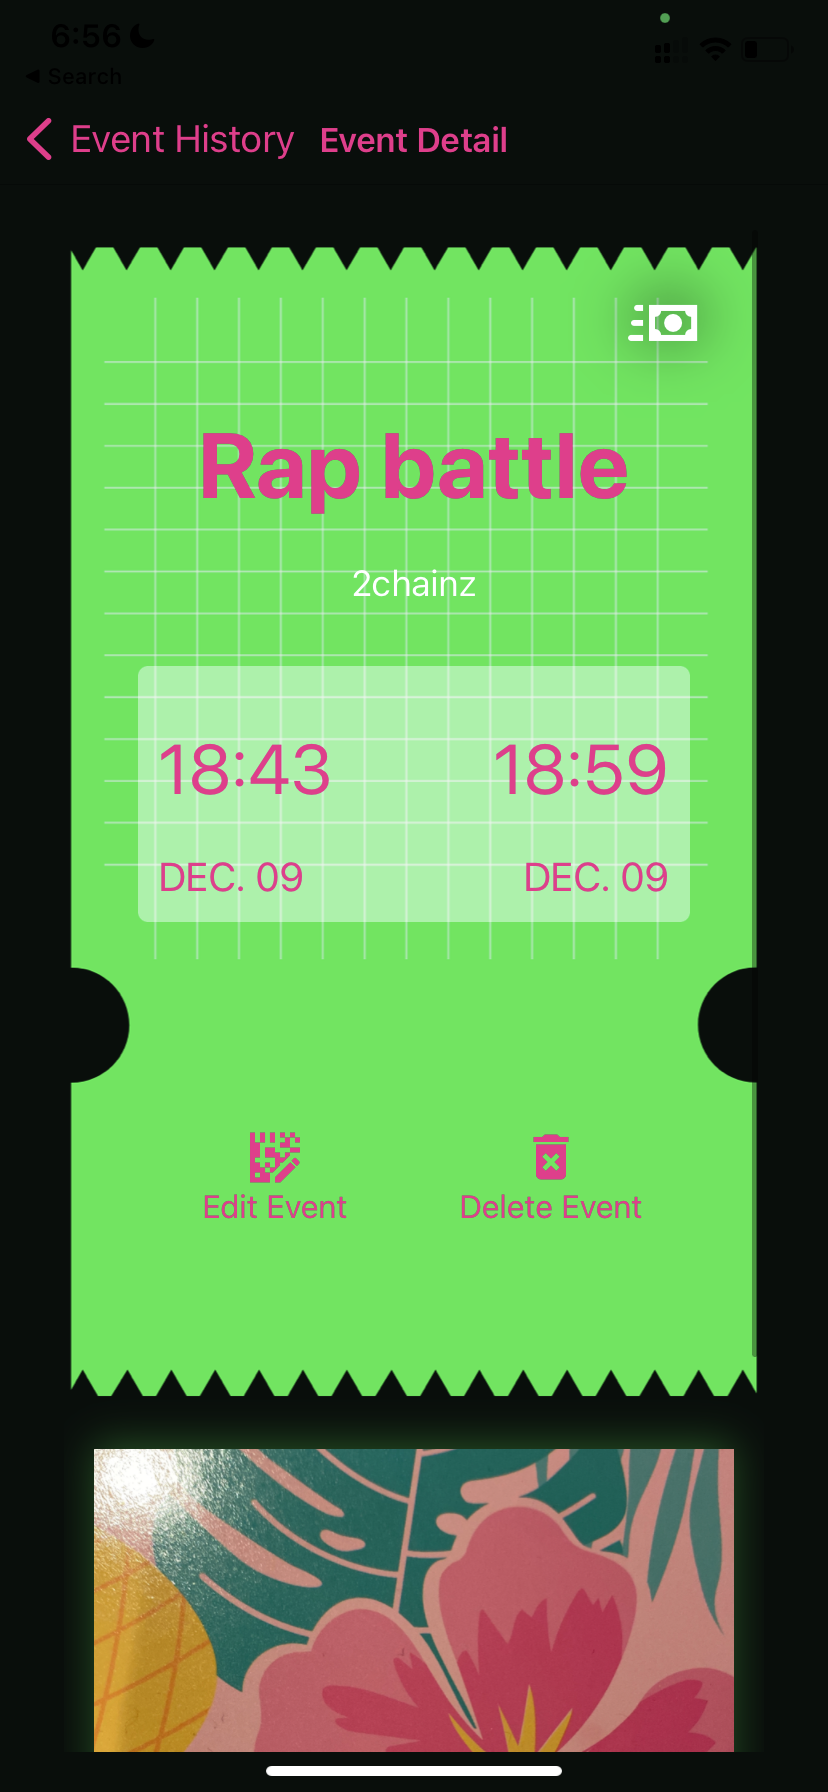 6:56
◀ Search
Event History Event Detail
Rap battle
2chainz
18:43 18:59
DEC. 09 DEC. 09
Edit Event Delete Event